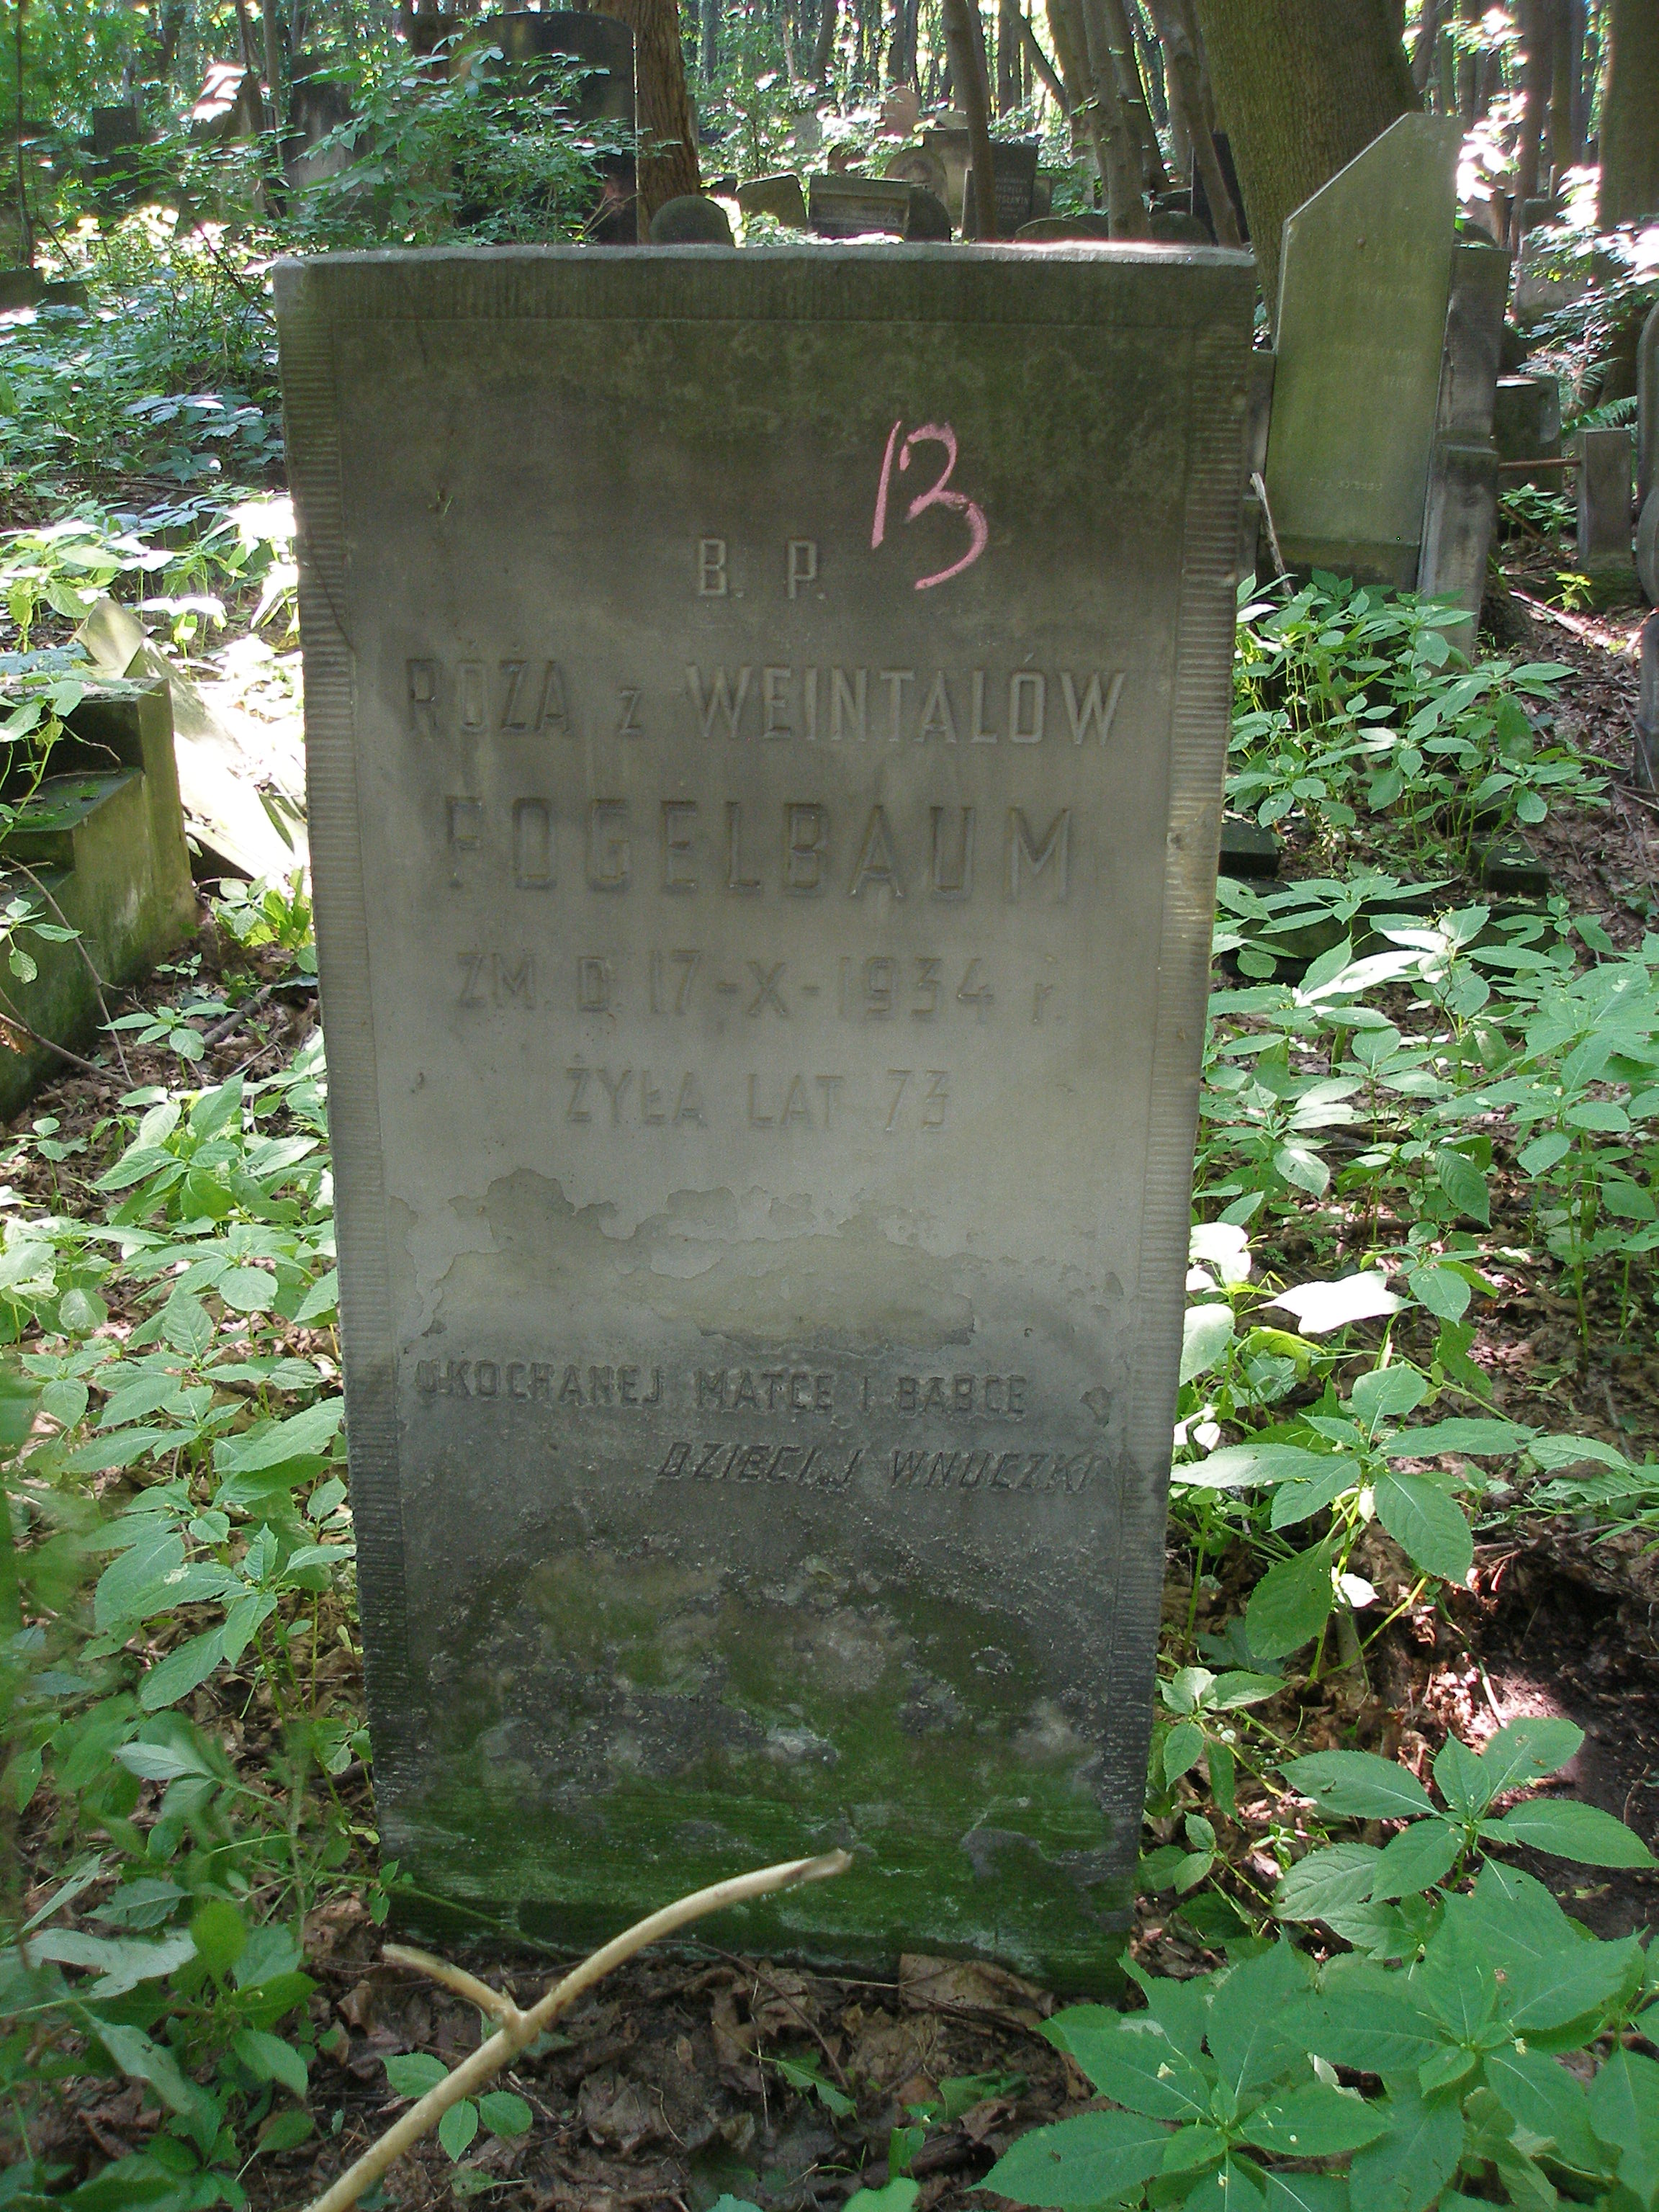 13
B. P.
RÓŻA z WEINTALÓW
FOGELBAUM
ZM. D. 17-X-1934 r.
ŻYŁA LAT 73
UKOCHANEJ MATCE I BABCE
DZIECI I WNUCZKI